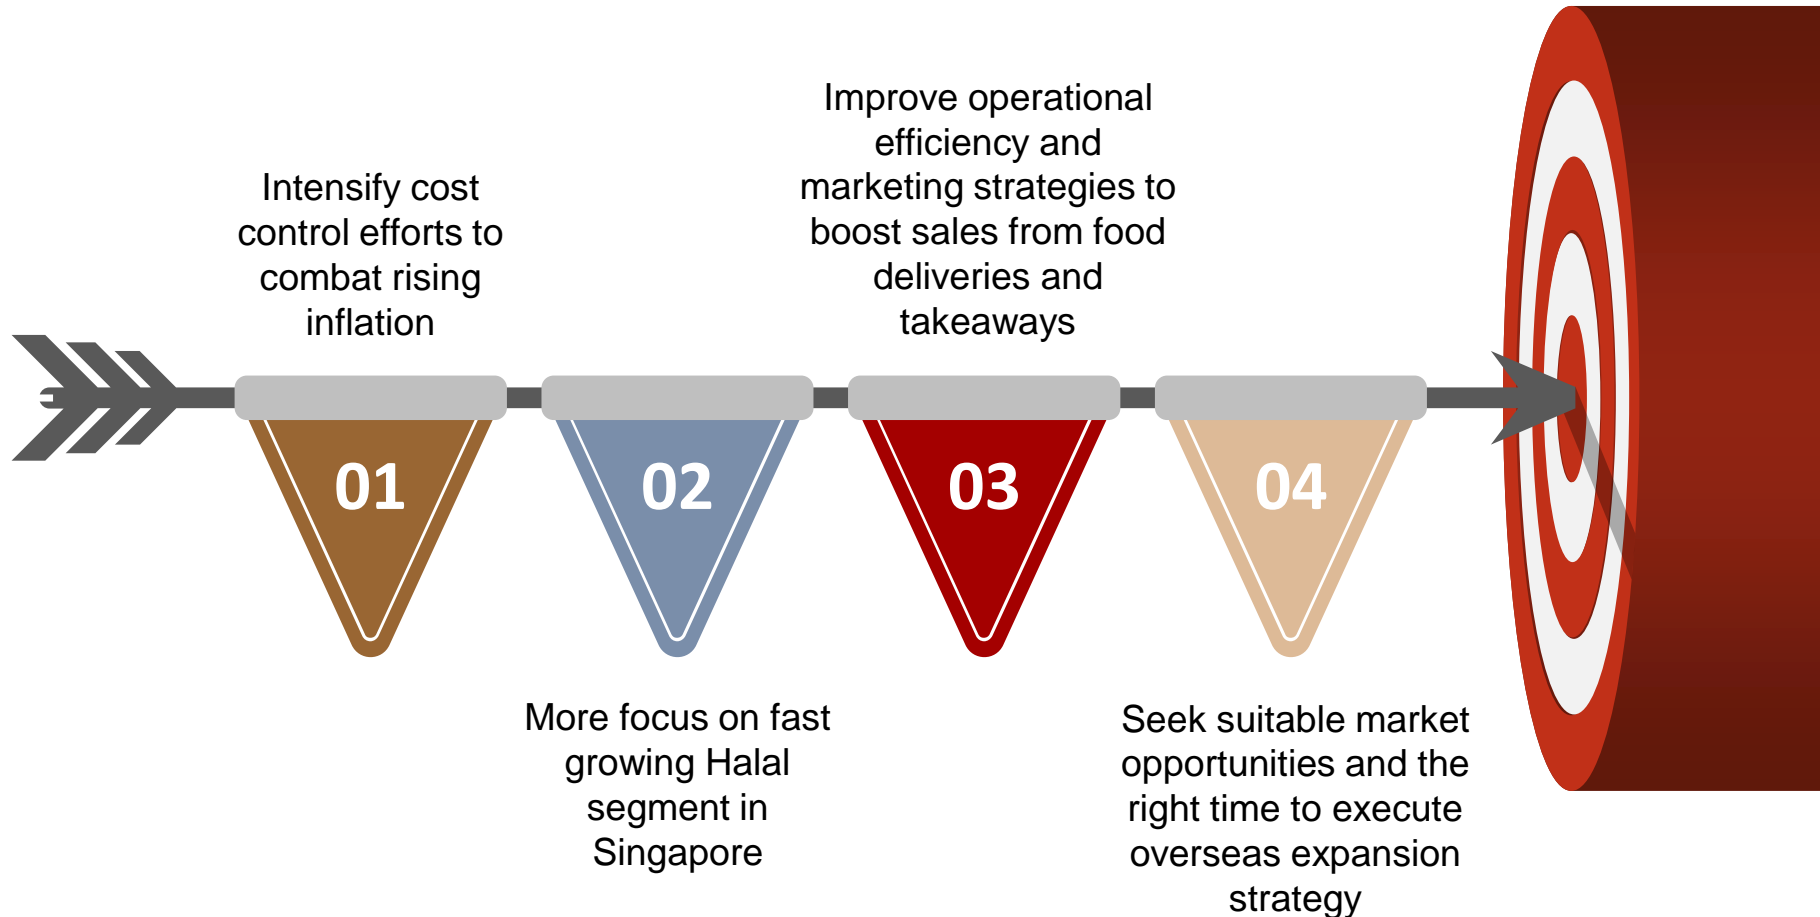 Intensify cost
control efforts to
combat rising
inflation
01
More focus on fast
growing Halal
segment in
Singapore
02
Improve operational
efficiency and
marketing strategies to
boost sales from food
deliveries and
takeaways
03
Seek suitable market
opportunities and the
right time to execute
overseas expansion
strategy
04